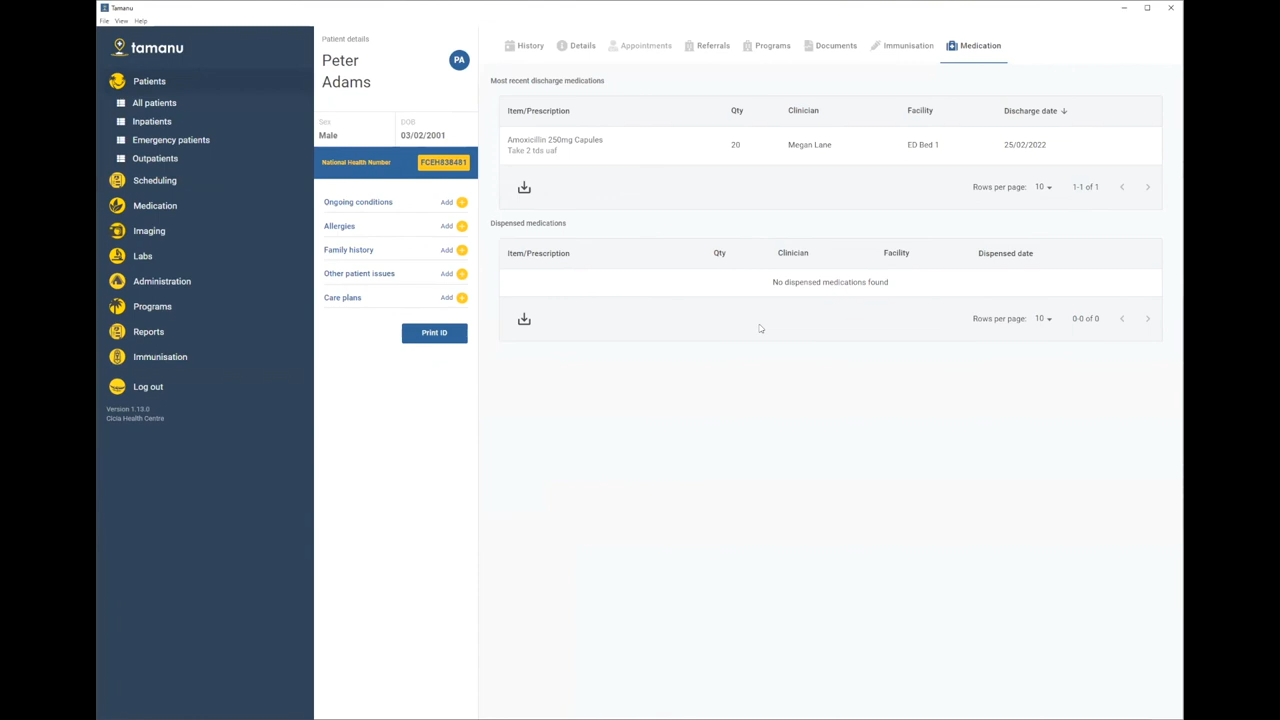 Tamanu
File View Help
tamanu
Patients
All patients
Inpatients
Emergency patients
Outpatients
Scheduling
Medication
Imaging
Labs
Administration
Programs
Reports
Immunisation
Log out
Version 1.13.0
Cicia Health Centre
Patient details
Peter
Adams
PA
Sex
Male
DOB
03/02/2001
National Health Number
FCEH838481
Ongoing conditions Add
Allergies Add
Family history Add
Other patient issues Add
Care plans Add
Print ID
History Details Appointments Referrals Programs Documents Immunisation Medication
Most recent discharge medications
Item/Prescription Qty Clinician Facility Discharge date
Amoxicillin 250mg Capules
Take 2 tds uaf
20 Megan Lane ED Bed 1 25/02/2022
Rows per page: 10 1-1 of 1
Dispensed medications
Item/Prescription Qty Clinician Facility Dispensed date
No dispensed medications found
Rows per page: 10 0-0 of 0